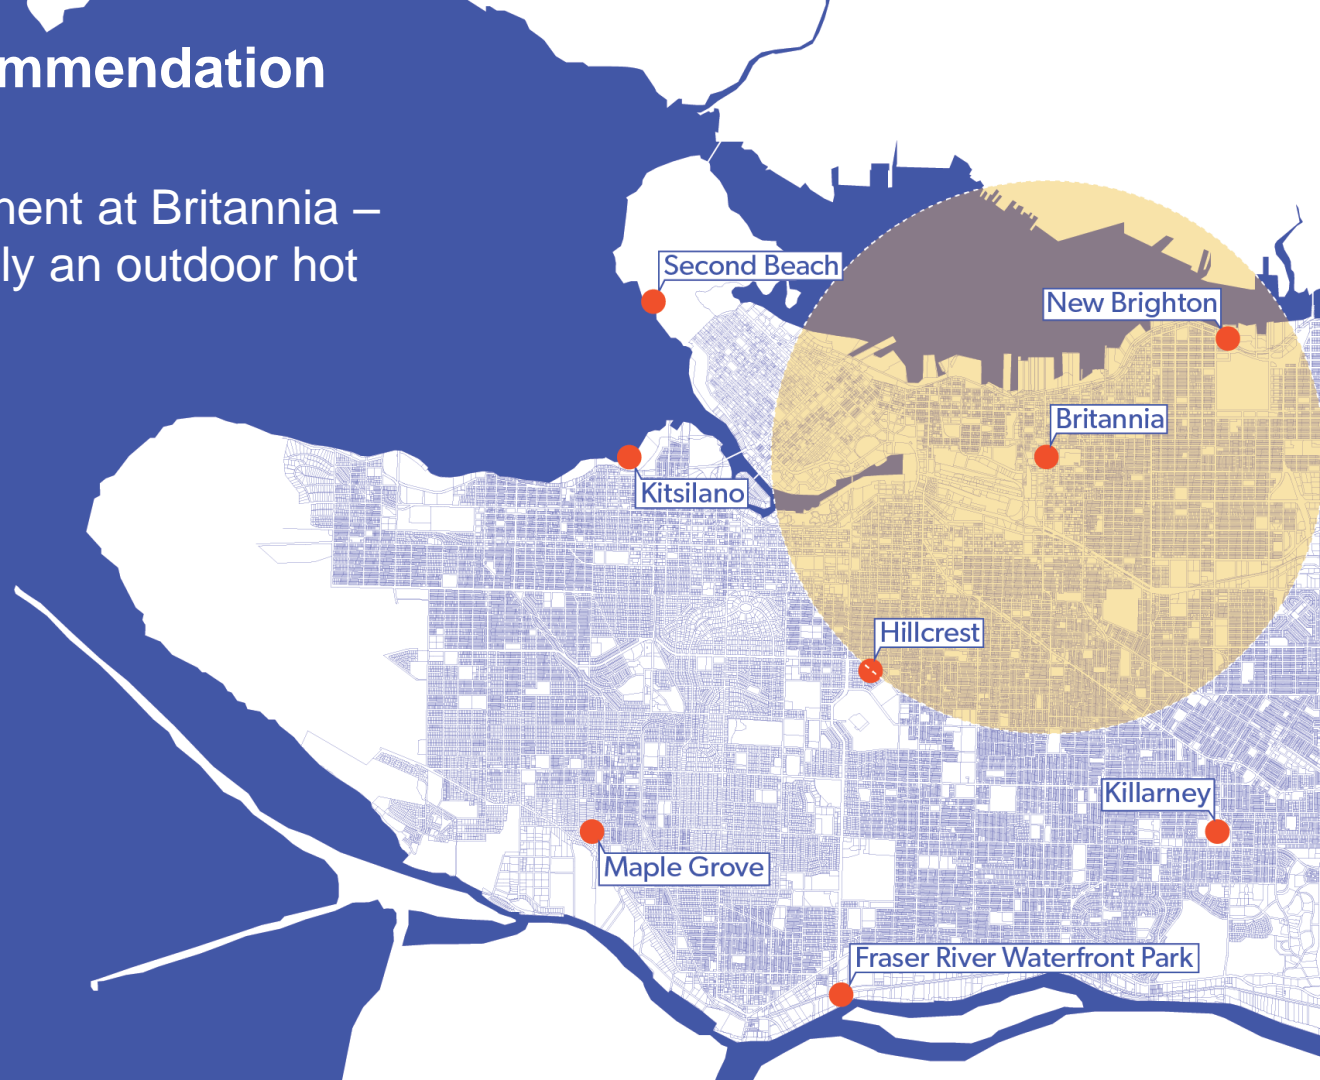 mmendation
nent at Britannia –
ly an outdoor hot
Second Beach
New Brighton
Britannia
Kitsilano
Hillcrest
Killarney
Maple Grove
Fraser River Waterfront Park